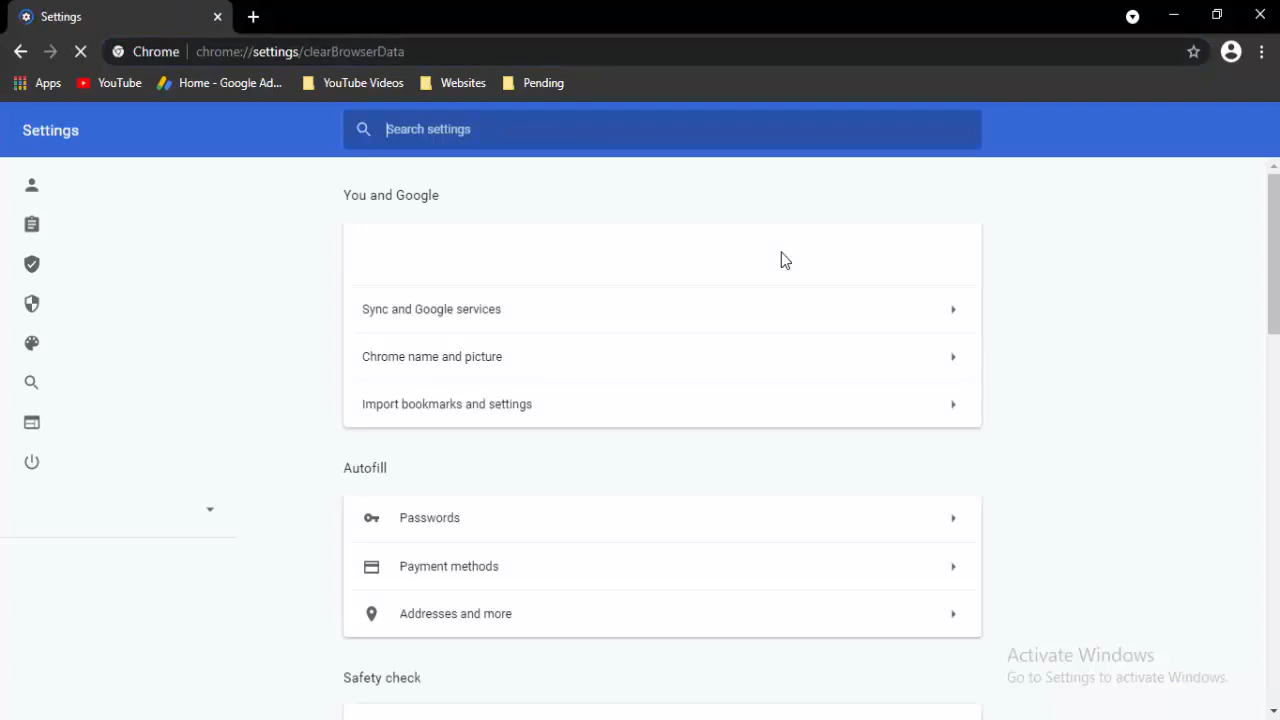 Settings
Chrome
chrome://settings/clearBrowserData
Apps
YouTube
Home - Google Ad...
YouTube Videos
Websites
Pending
Settings
Search settings
You and Google
Sync and Google services
Chrome name and picture
Import bookmarks and settings
Autofill
Passwords
Payment methods
Addresses and more
Safety check
Activate Windows
Go to Settings to activate Windows.